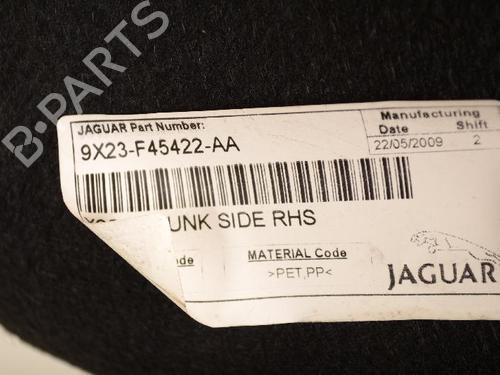 B-PARTS
JAGUAR Part Number:
9X23-F45422-AA
Manufacturing
Date Shift
22/05/2009 2
UNK SIDE RHS
Code
MATERIAL Code
>PET,PP<
JAGUAR